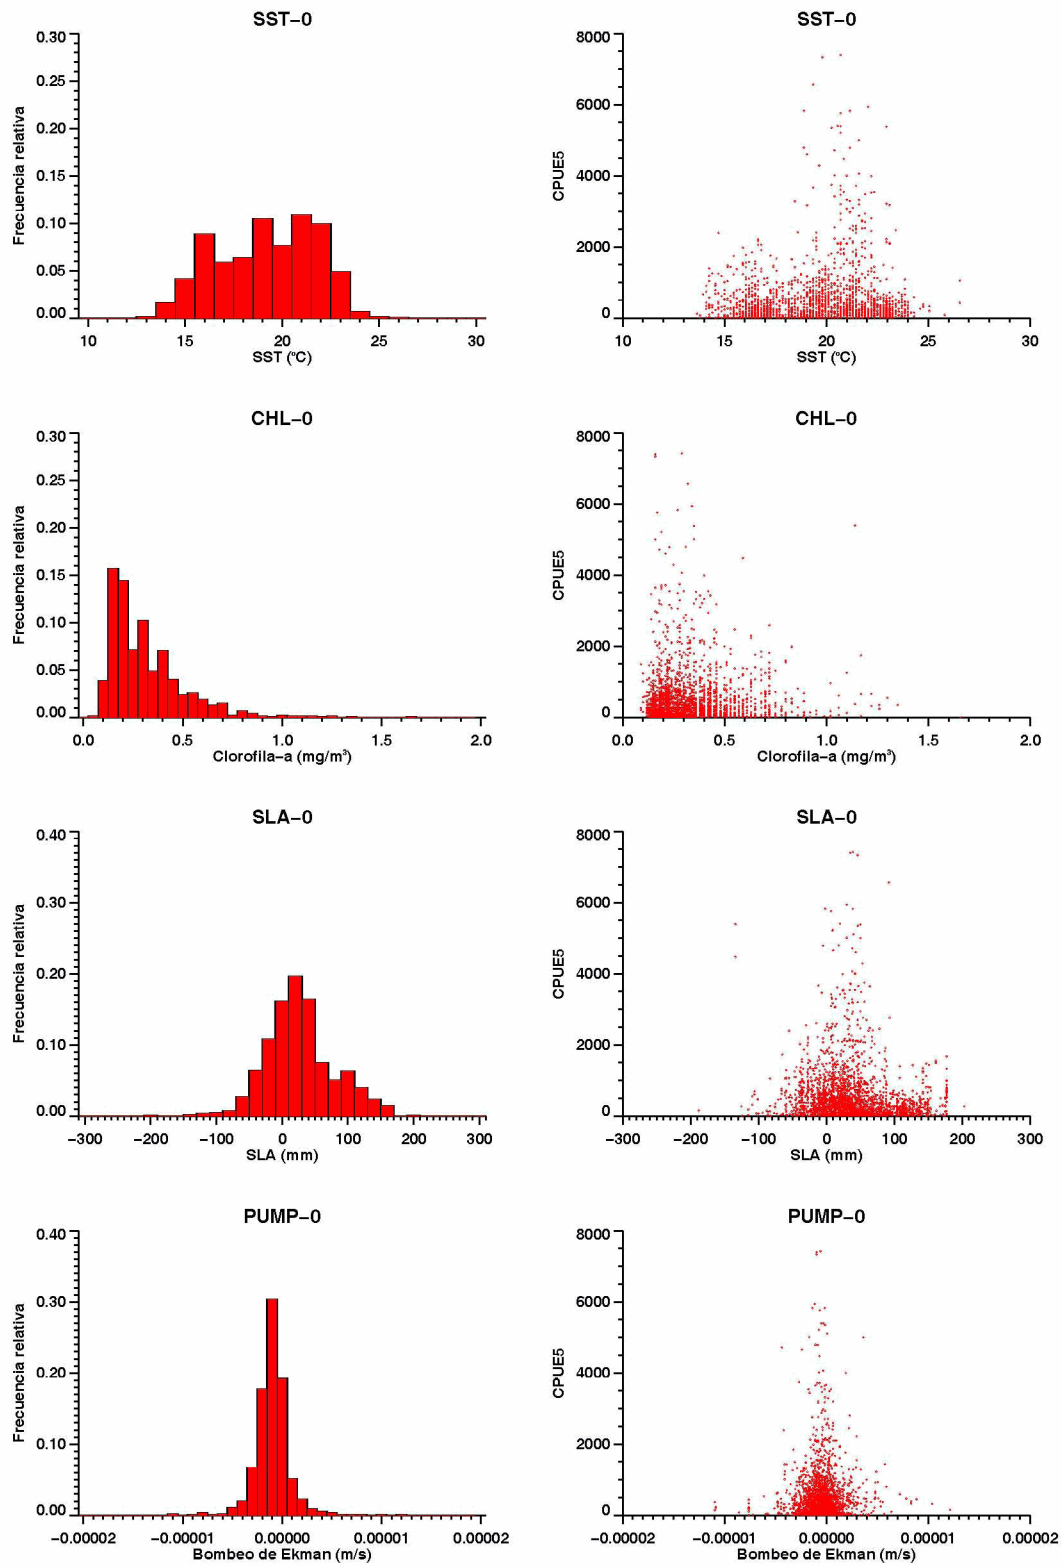 SST–0
0.30
0.25
0.20
0.15
0.10
0.05
0.00
Frecuencia relativa
10 15 20 25 30
SST (°C)
SST–0
8000
6000
4000
2000
0
CPUE5
10 15 20 25 30
SST (°C)
CHL–0
0.30
0.25
0.20
0.15
0.10
0.05
0.00
Frecuencia relativa
0.0 0.5 1.0 1.5 2.0
Clorofila–a (mg/m³)
CHL–0
8000
6000
4000
2000
0
CPUE5
0.0 0.5 1.0 1.5 2.0
Clorofila–a (mg/m³)
SLA–0
0.40
0.30
0.20
0.10
0.00
Frecuencia relativa
–300 –200 –100 0 100 200 300
SLA (mm)
SLA–0
8000
6000
4000
2000
0
CPUE5
–300 –200 –100 0 100 200 300
SLA (mm)
PUMP–0
0.40
0.30
0.20
0.10
0.00
Frecuencia relativa
–0.00002 –0.00001 0.00000 0.00001 0.00002
Bombeo de Ekman (m/s)
PUMP–0
8000
6000
4000
2000
0
CPUE5
–0.00002 –0.00001 0.00000 0.00001 0.00002
Bombeo de Ekman (m/s)